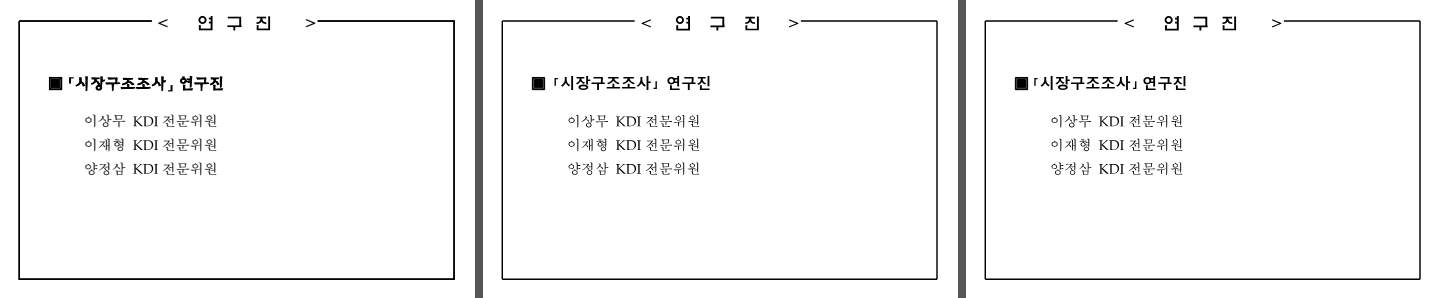 < 연 구 진 >
■「시장구조조사」연구진
이상무 KDI 전문위원
이재형 KDI 전문위원
양정삼 KDI 전문위원
< 연 구 진 >
■「시장구조조사」 연구진
이상무 KDI 전문위원
이재형 KDI 전문위원
양정삼 KDI 전문위원
< 연 구 진 >
■「시장구조조사」연구진
이상무 KDI 전문위원
이재형 KDI 전문위원
양정삼 KDI 전문위원